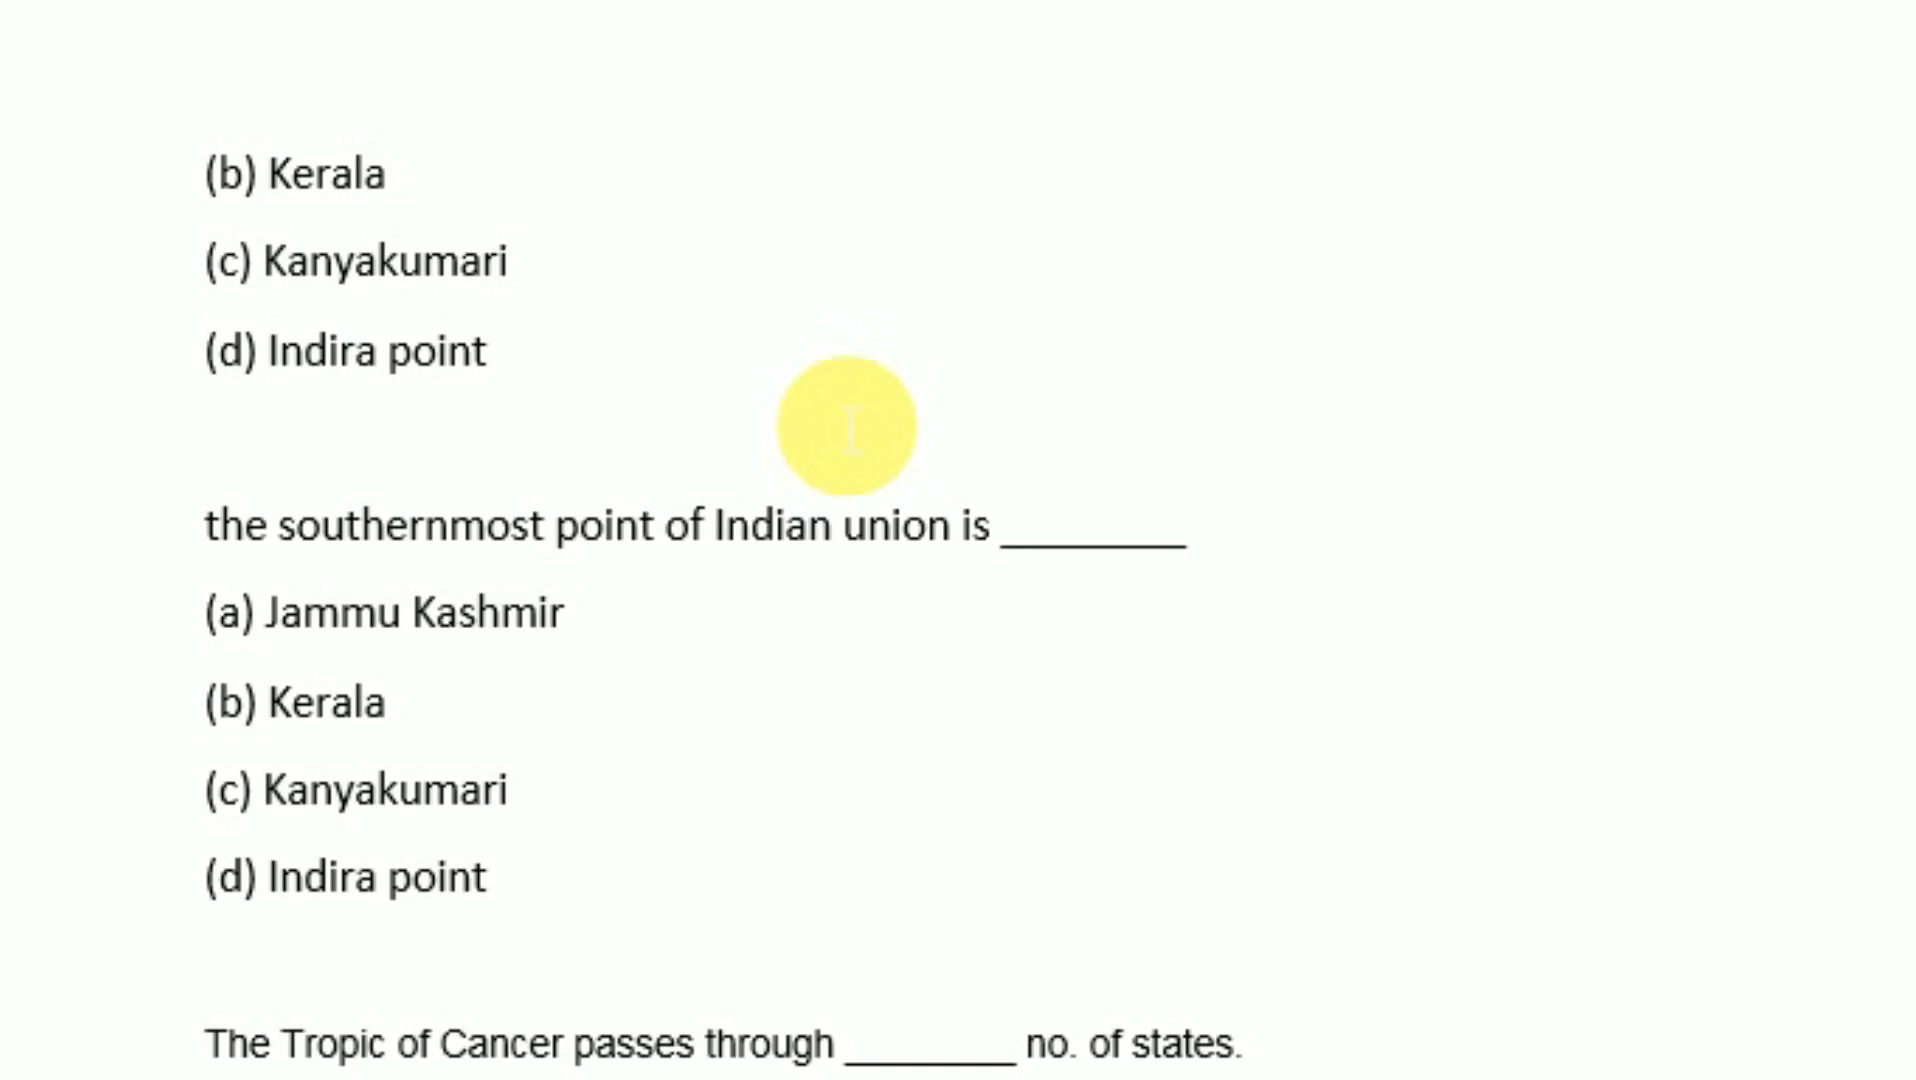 (b) Kerala
(c) Kanyakumari
(d) Indira point
the southernmost point of Indian union is ________
(a) Jammu Kashmir
(b) Kerala
(c) Kanyakumari
(d) Indira point
The Tropic of Cancer passes through ________ no. of states.